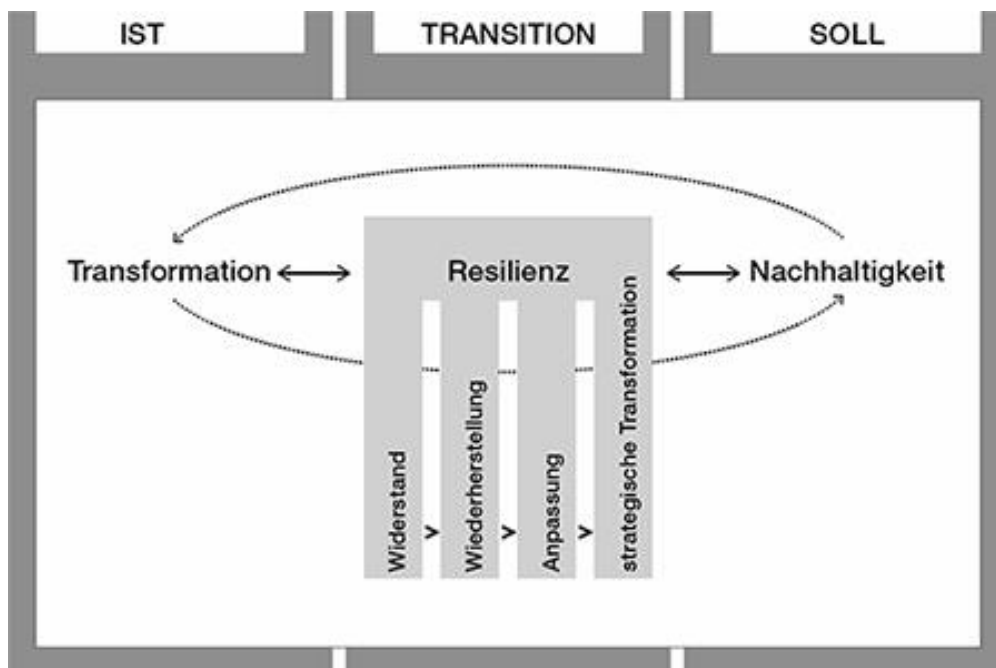 IST
TRANSITION
SOLL
Transformation
Resilienz
Nachhaltigkeit
Widerstand
>
Wiederherstellung
>
Anpassung
>
strategische Transformation